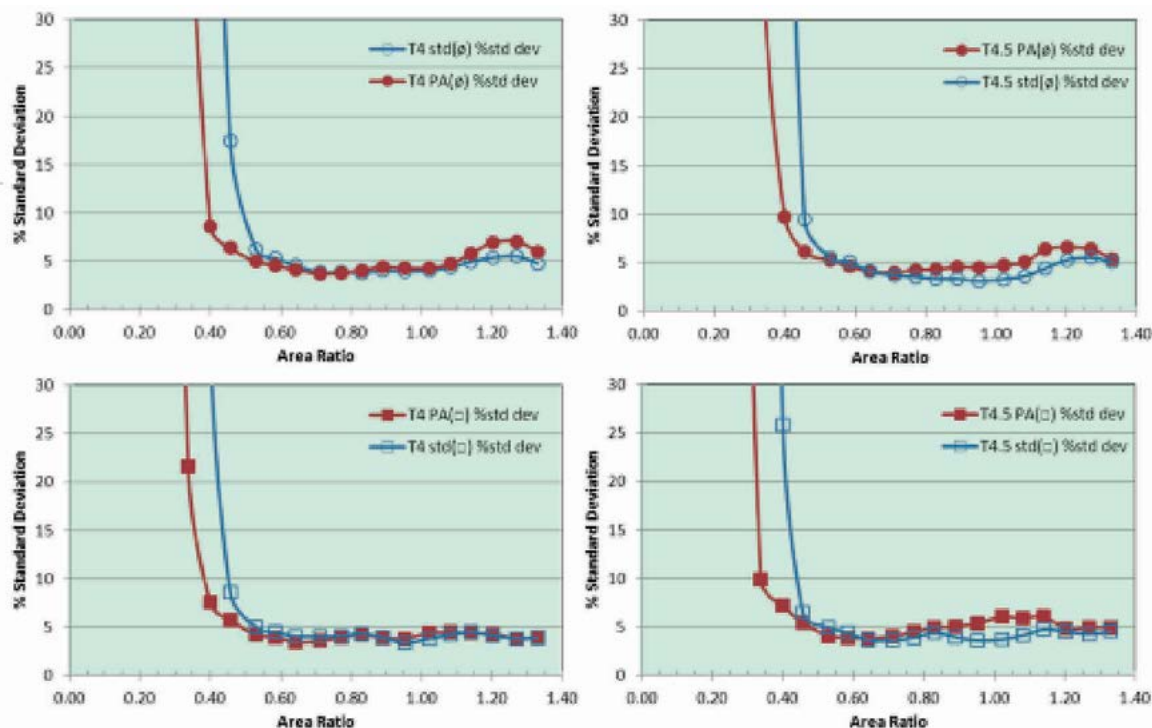 30
25
20
15
10
5
0
% Standard Deviation
T4 std(ø) %std dev
T4 PA(ø) %std dev
0.00 0.20 0.40 0.60 0.80 1.00 1.20 1.40
Area Ratio
30
25
20
15
10
5
0
% Standard Deviation
T4.5 PA(ø) %std dev
T4.5 std(ø) %std dev
0.00 0.20 0.40 0.60 0.80 1.00 1.20 1.40
Area Ratio
30
25
20
15
10
5
0
% Standard Deviation
T4 PA(□) %std dev
T4 std(□) %std dev
0.00 0.20 0.40 0.60 0.80 1.00 1.20 1.40
Area Ratio
30
25
20
15
10
5
0
% Standard Deviation
T4.5 PA(□) %std dev
T4.5 std(□) %std dev
0.00 0.20 0.40 0.60 0.80 1.00 1.20 1.40
Area Ratio